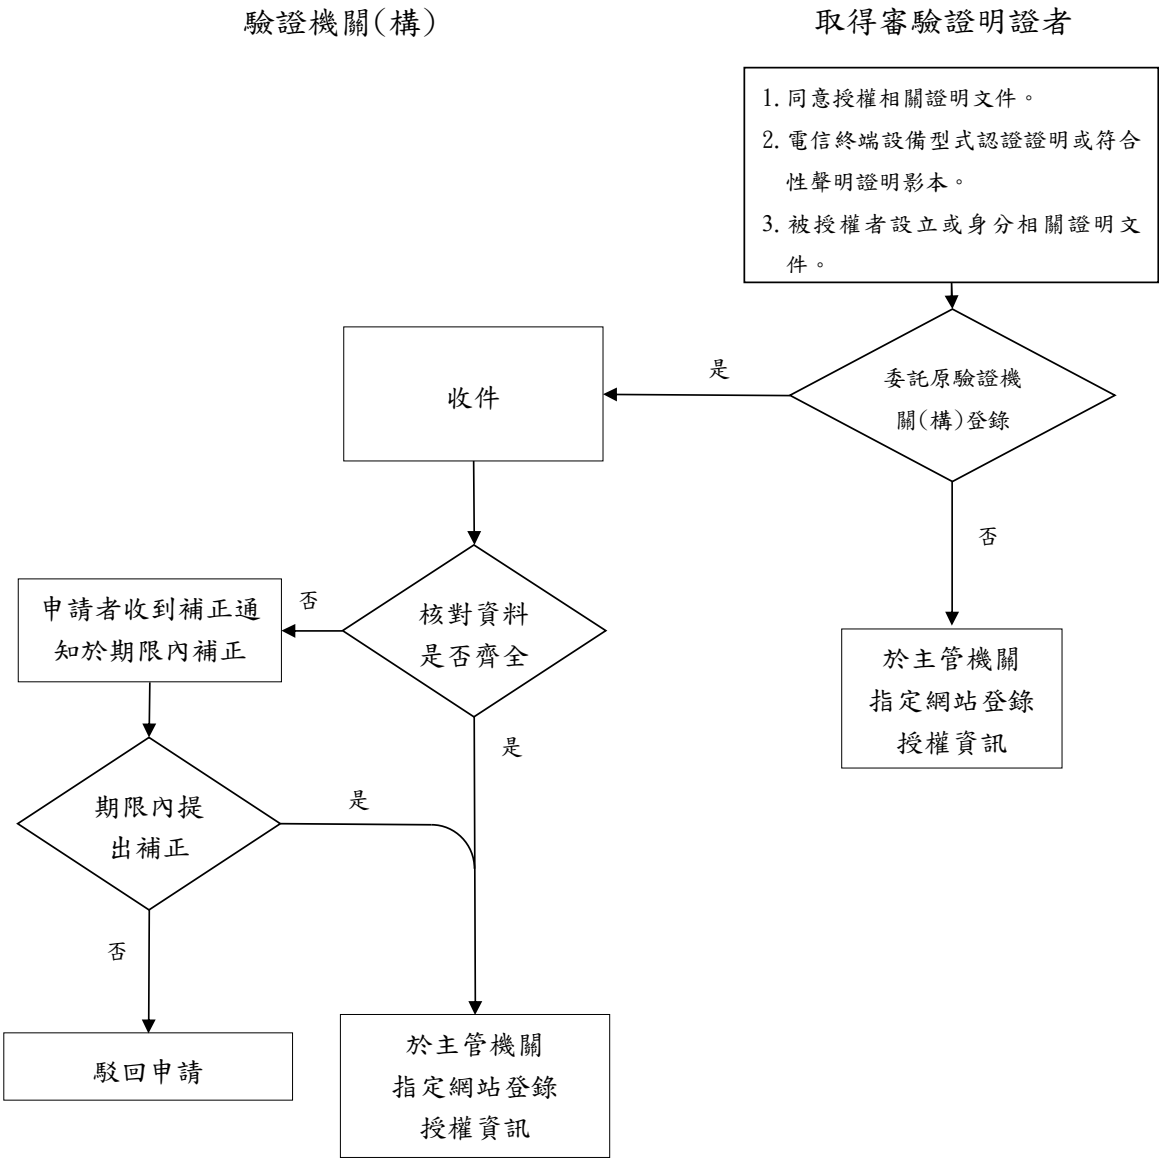 驗證機關(構)
取得審驗證明證者
1. 同意授權相關證明文件。
2. 電信終端設備型式認證證明或符合
性聲明證明影本。
3. 被授權者設立或身分相關證明文
件。
委託原驗證機
關(構)登錄
是
收件
否
核對資料
是否齊全
否
申請者收到補正通
知於期限內補正
於主管機關
指定網站登錄
授權資訊
是
期限內提
出補正
是
否
駁回申請
於主管機關
指定網站登錄
授權資訊